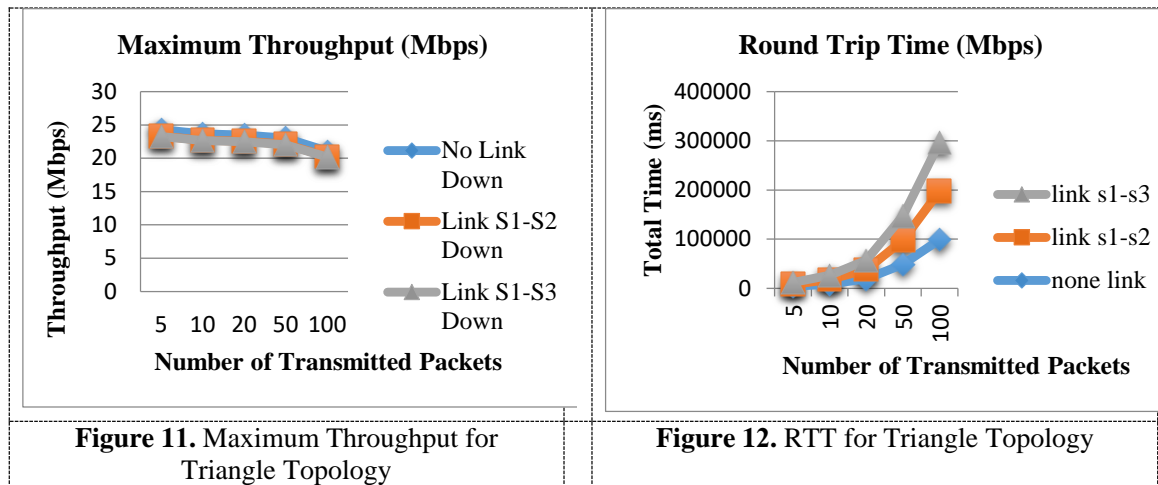 Maximum Throughput (Mbps)
Throughput (Mbps)
30
25
20
15
10
5
0
5 10 20 50 100
Number of Transmitted Packets
No Link
Down
Link S1-S2
Down
Link S1-S3
Down
Figure 11. Maximum Throughput for
Triangle Topology
Round Trip Time (Mbps)
Total Time (ms)
400000
300000
200000
100000
0
5 10 20 50 100
Number of Transmitted Packets
link s1-s3
link s1-s2
none link
Figure 12. RTT for Triangle Topology